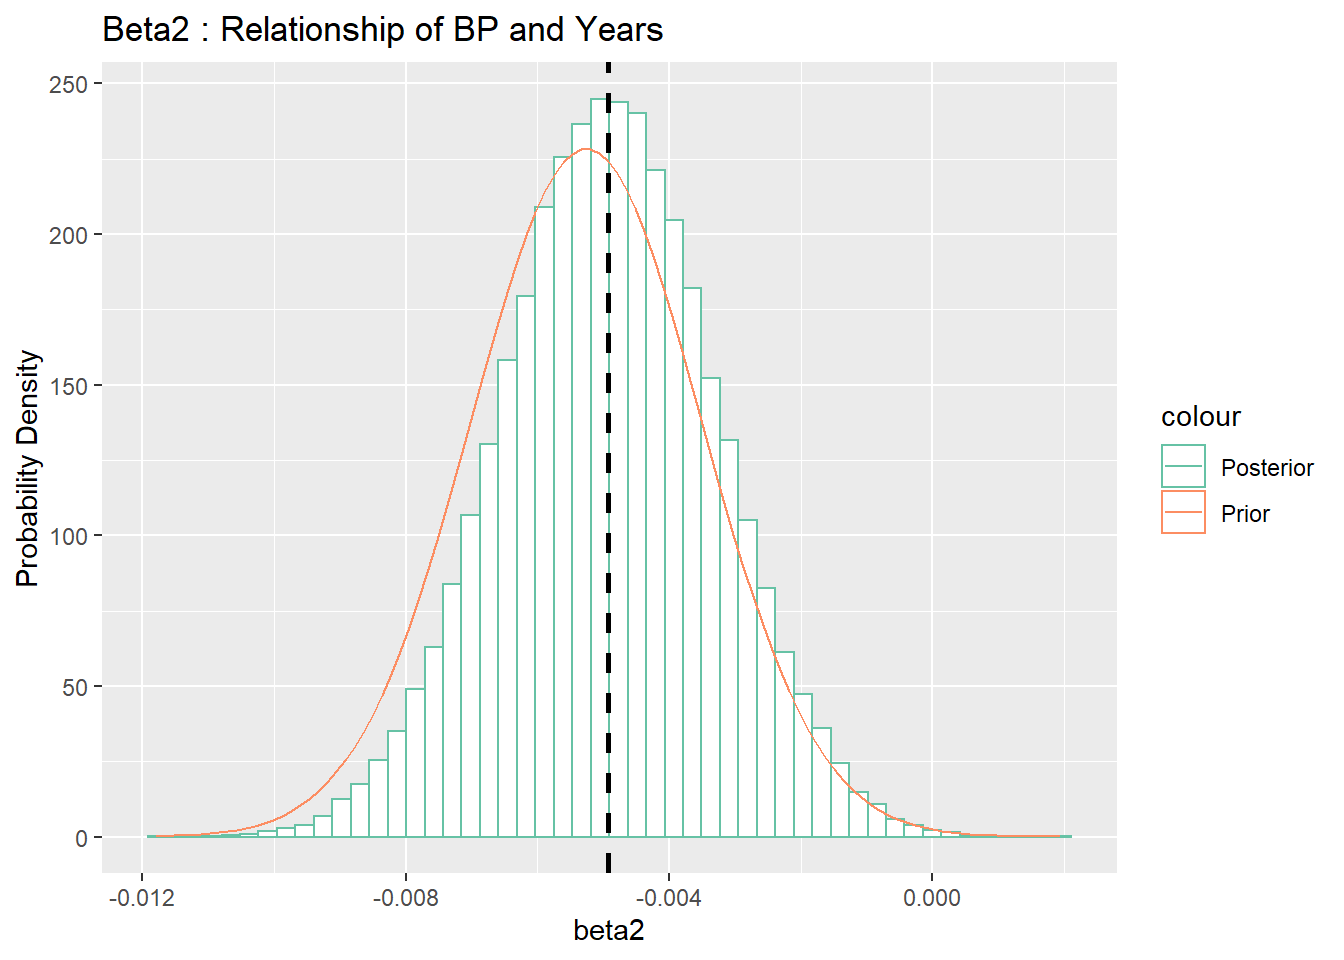 Beta2 : Relationship of BP and Years
250
200
150
100
50
0
Probability Density
-0.012
-0.008
-0.004
0.000
beta2
colour
Posterior
Prior